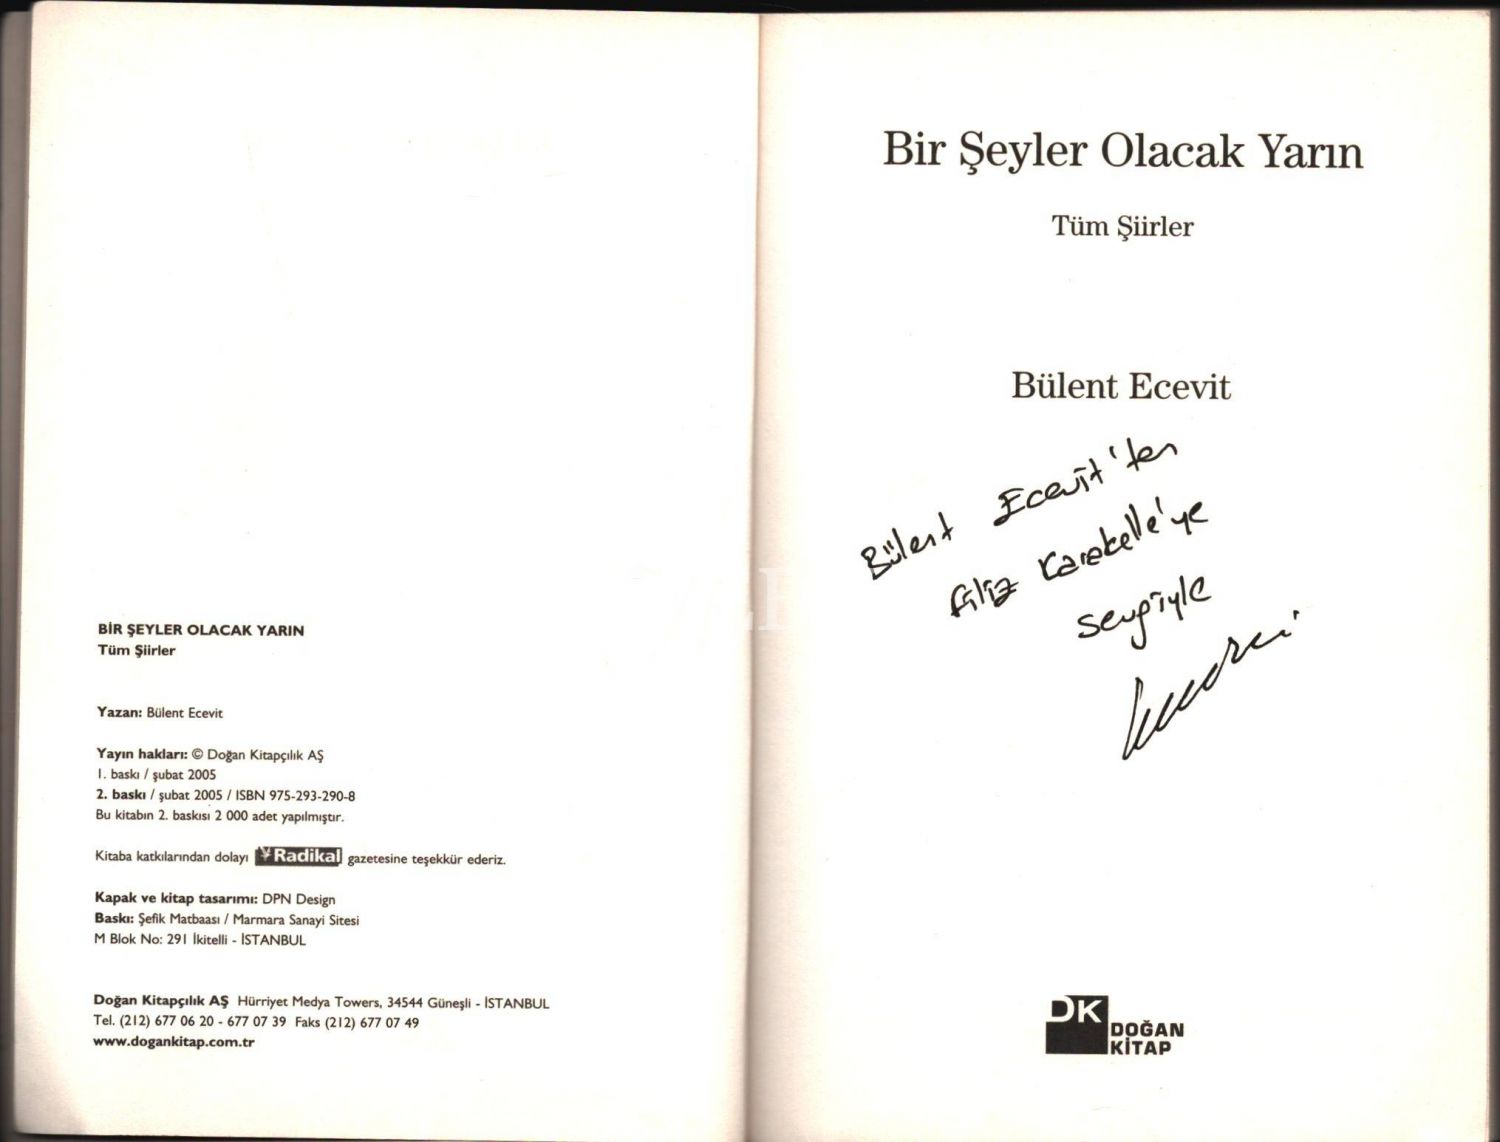 BİR ŞEYLER OLACAK YARIN
Tüm Şiirler
Yazan: Bülent Ecevit
Yayın hakları: © Doğan Kitapçılık AŞ
1. baskı / şubat 2005
2. baskı / şubat 2005 / ISBN 975-293-290-8
Bu kitabın 2. baskısı 2 000 adet yapılmıştır.
Kitaba katkılarından dolayı Radikal gazetesine teşekkür ederiz.
Kapak ve kitap tasarımı: DPN Design
Baskı: Şefik Matbaası / Marmara Sanayi Sitesi
M Blok No: 291 İkitelli - İSTANBUL
Doğan Kitapçılık AŞ Hürriyet Medya Towers, 34544 Güneşli - İSTANBUL
Tel. (212) 677 06 20 - 677 07 39 Faks (212) 677 07 49
www.dogankitap.com.tr
Bir Şeyler Olacak Yarın
Tüm Şiirler
Bülent Ecevit
Bülent Ecevit'ten
Filiz Karakelle'ye
sevgiyle
DK
DOĞAN
KİTAP